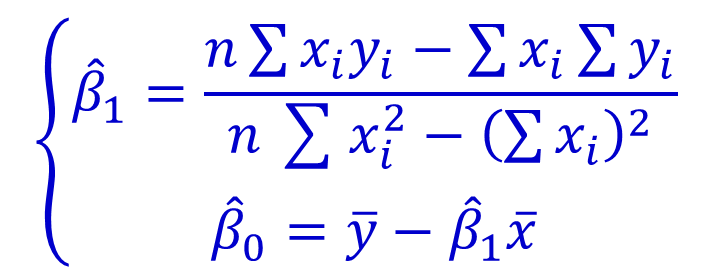 β̂₁ = (n ∑ xᵢyᵢ − ∑ xᵢ ∑ yᵢ) / (n ∑ xᵢ² − (∑ xᵢ)²)
β̂₀ = ȳ − β̂₁x̄